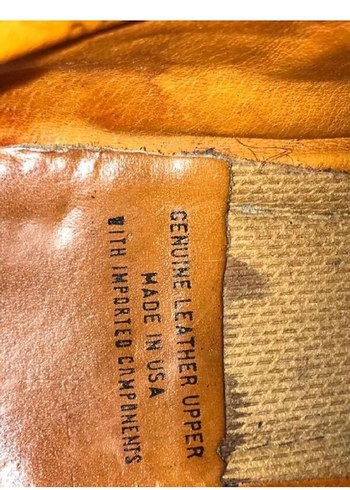 GENUINE LEATHER UPPER
MADE IN USA
WITH IMPORTED COMPONENTS